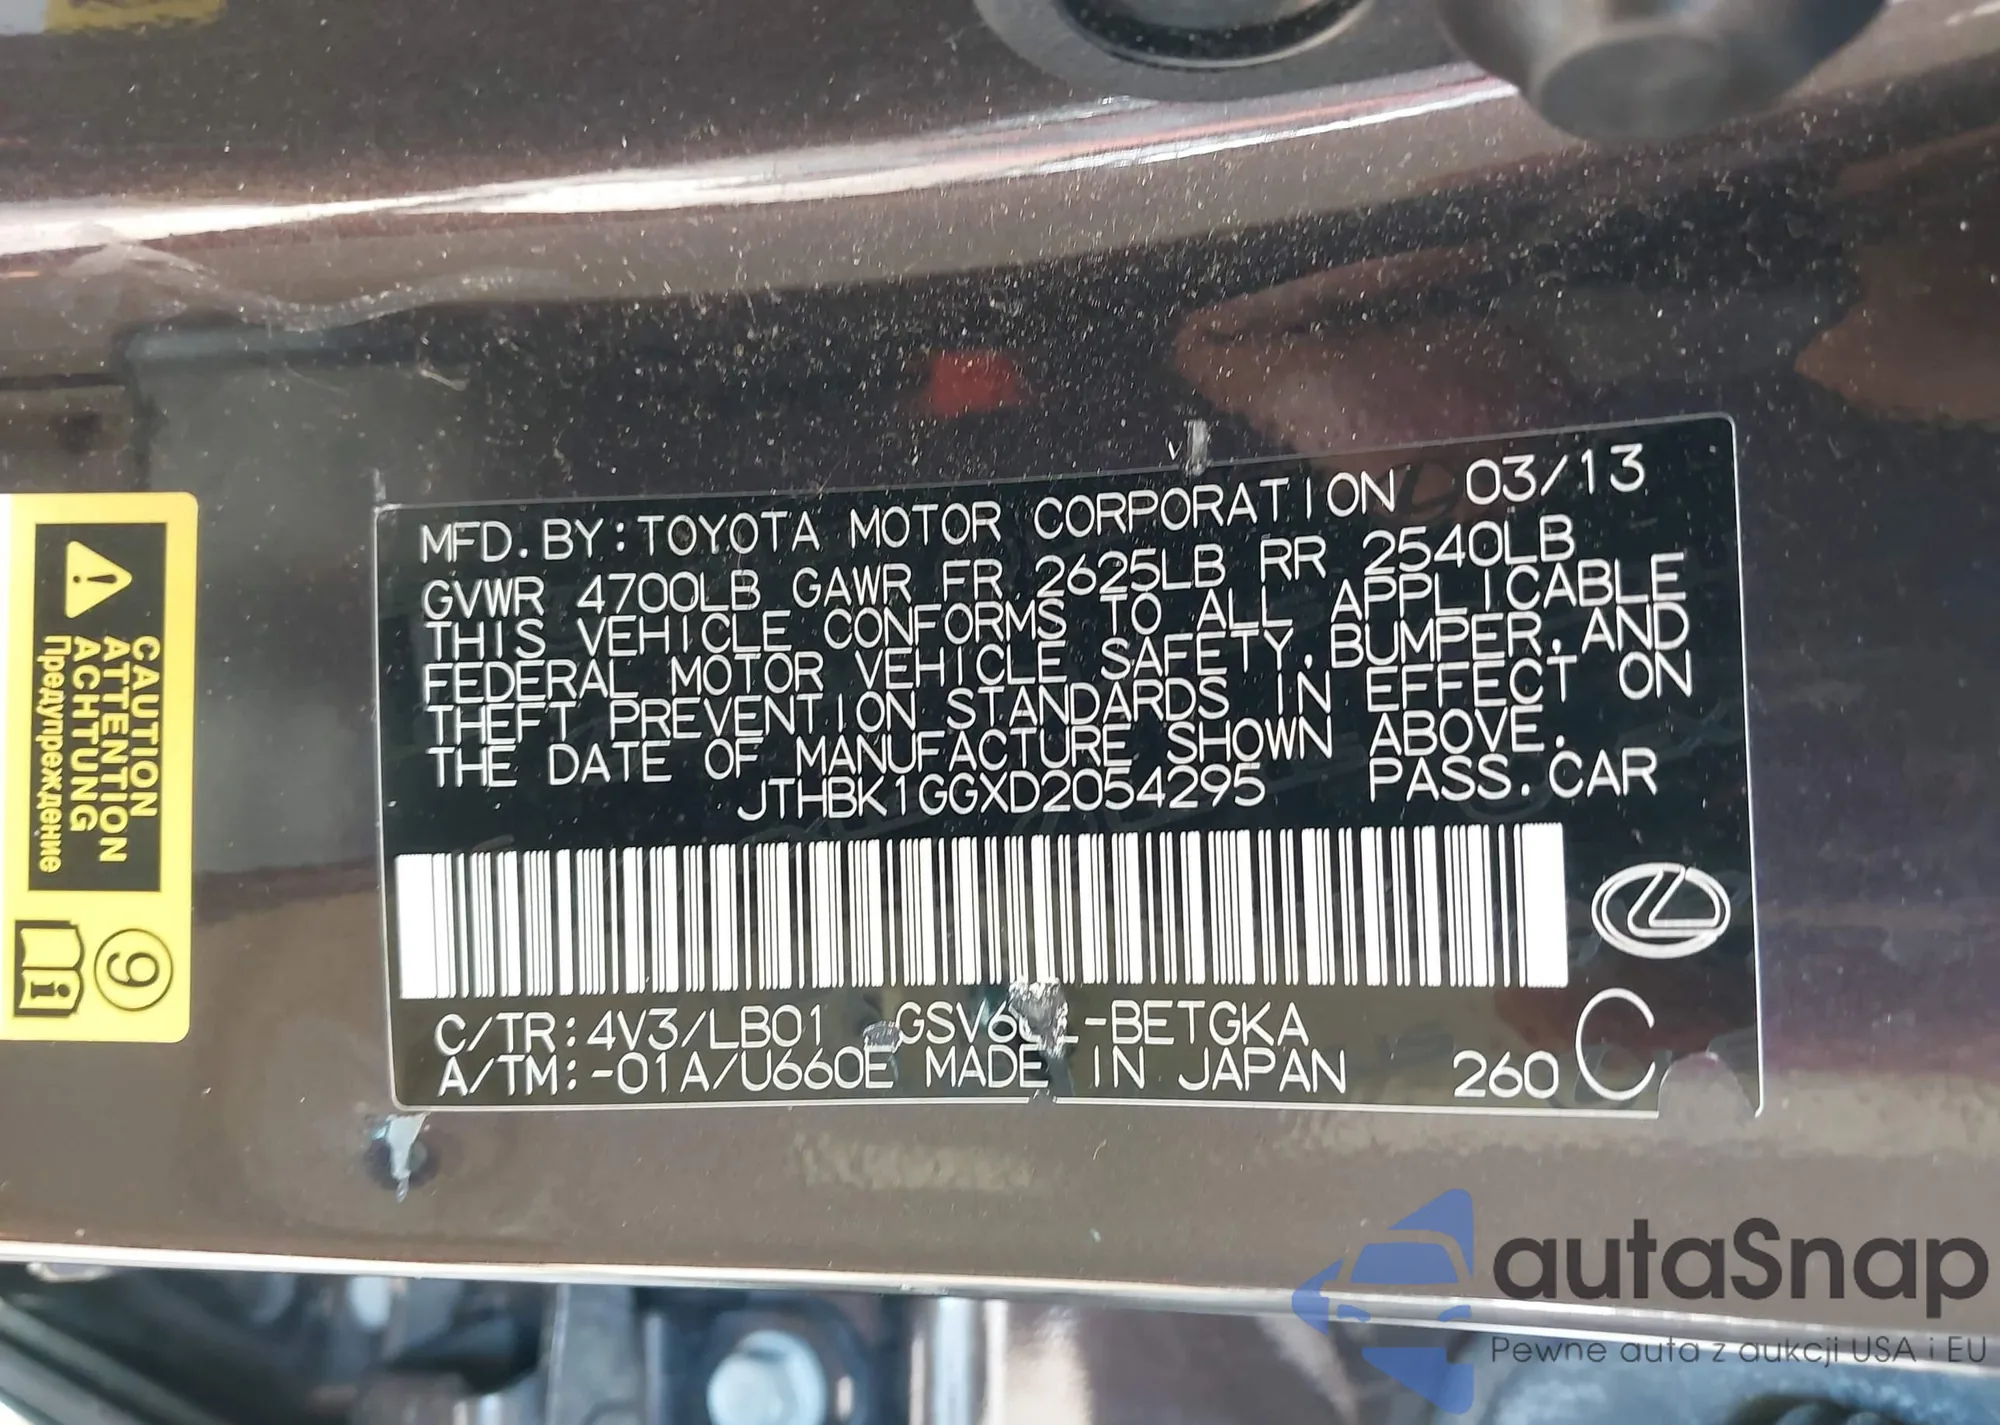 CAUTION
ATTENTION
ACHTUNG
Предупреждение
9
i
MFD. BY: TOYOTA MOTOR CORPORATION 03/13
GVWR 4700LB GAWR FR 2625LB RR 2540LB
THIS VEHICLE CONFORMS TO ALL APPLICABLE
FEDERAL MOTOR VEHICLE SAFETY, BUMPER, AND
THEFT PREVENTION STANDARDS IN EFFECT ON
THE DATE OF MANUFACTURE SHOWN ABOVE.
JTHBK1GGXD2054295 PASS. CAR
C/TR: 4V3/LB01 -BETGKA
A/TM: -01A/U660E MADE IN JAPAN 260 C
autaSnap
Pewne auta z aukcji USA i EU